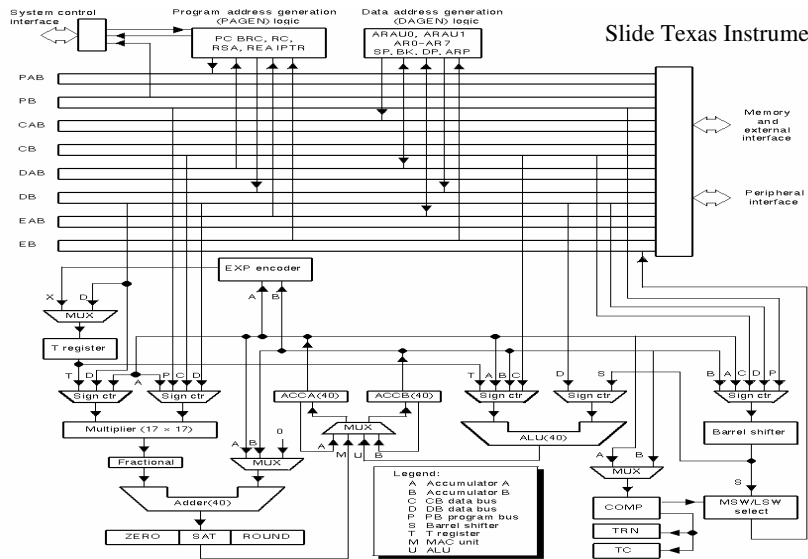 System control
interface
Program address generation
(PAGEN) logic
Data address generation
(DAGEN) logic
Slide Texas Instrume
PC BRC, RC,
RSA, REA IPTR
ARAU0, ARAU1
AR0-AR7
SP, BK, DP, ARP
PAB
PB
CAB
CB
DAB
DB
EAB
EB
Memory
and
external
interface
Peripheral
interface
EXP encoder
X D
A B
MUX
T register
T D A P C D
T A B C D S
B A C D P
Sign ctr
Sign ctr
Sign ctr
Sign ctr
Sign ctr
ACCA(40)
ACCB(40)
Multiplier (17 × 17)
MUX
ALU(40)
Barrel shifter
A B 0
A M U B
A B
S
Fractional
MUX
MUX
Adder(40)
COMP
MSW/LSW
select
ZERO SAT ROUND
TRN
TC
Legend:
A Accumulator A
B Accumulator B
C CB data bus
D DB data bus
P PB program bus
S Barrel shifter
T T register
M MAC unit
U ALU